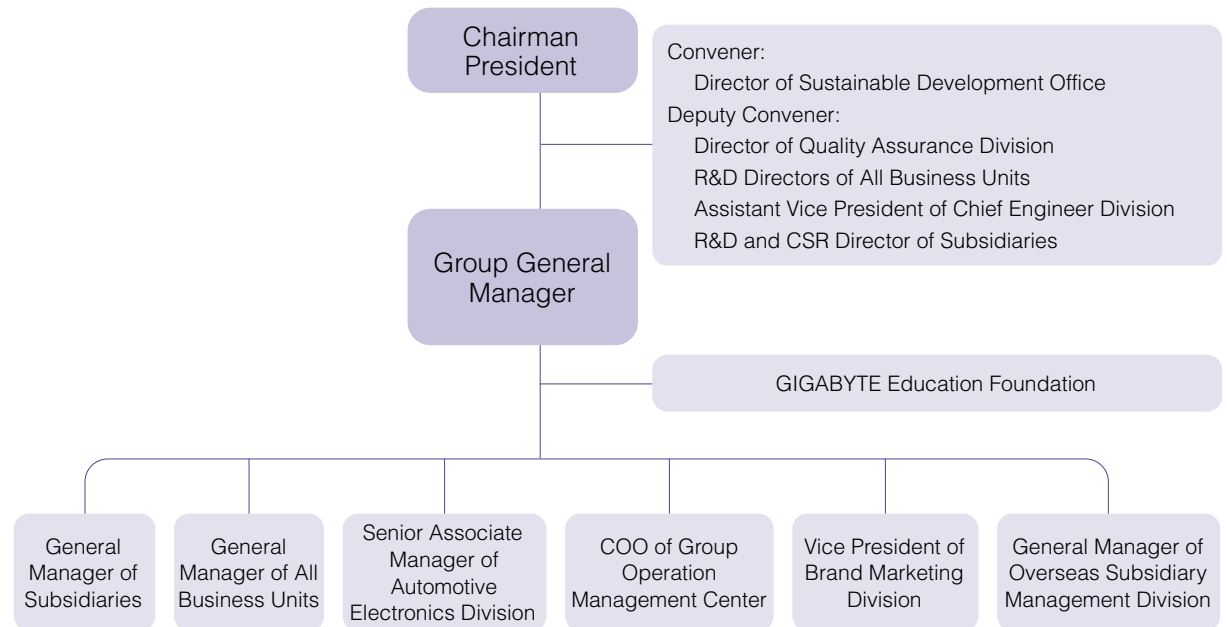 Chairman
President
Convener:
Director of Sustainable Development Office
Deputy Convener:
Director of Quality Assurance Division
R&D Directors of All Business Units
Assistant Vice President of Chief Engineer Division
R&D and CSR Director of Subsidiaries
Group General
Manager
GIGABYTE Education Foundation
General
Manager of
Subsidiaries
General
Manager of All
Business Units
Senior Associate
Manager of
Automotive
Electronics Division
COO of Group
Operation
Management Center
Vice President of
Brand Marketing
Division
General Manager of
Overseas Subsidiary
Management Division